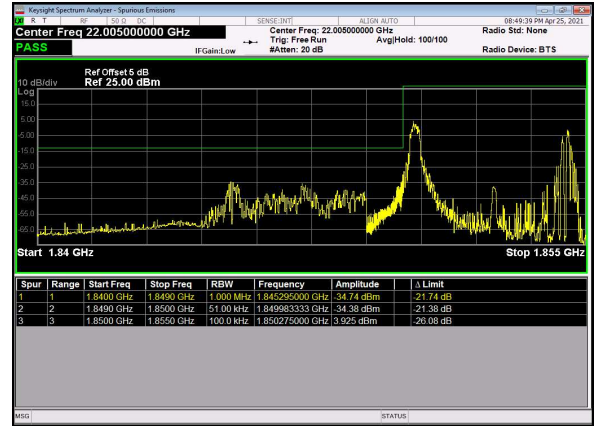 Keysight Spectrum Analyzer - Spurious Emissions
R T RF 50 Ω DC SENSE:INT ALIGN AUTO 08:49:39 PM Apr 25, 2021
Center Freq 22.005000000 GHz Center Freq: 22.005000000 GHz Radio Std: None
Trig: Free Run Avg|Hold: 100/100
PASS IFGain:Low #Atten: 20 dB Radio Device: BTS
Ref Offset 5 dB
10 dB/div Ref 25.00 dBm
Log
15.0
5.00
-5.00
-15.0
-25.0
-35.0
-45.0
-55.0
-65.0
Start 1.84 GHz Stop 1.855 GHz
Spur Range Start Freq Stop Freq RBW Frequency Amplitude Δ Limit
1 1 1.8400 GHz 1.8490 GHz 1.000 MHz 1.845295000 GHz -34.74 dBm -21.74 dB
2 2 1.8490 GHz 1.8500 GHz 51.00 kHz 1.849983333 GHz -34.38 dBm -21.38 dB
3 3 1.8500 GHz 1.8550 GHz 100.0 kHz 1.850275000 GHz 3.925 dBm -26.08 dB
MSG STATUS